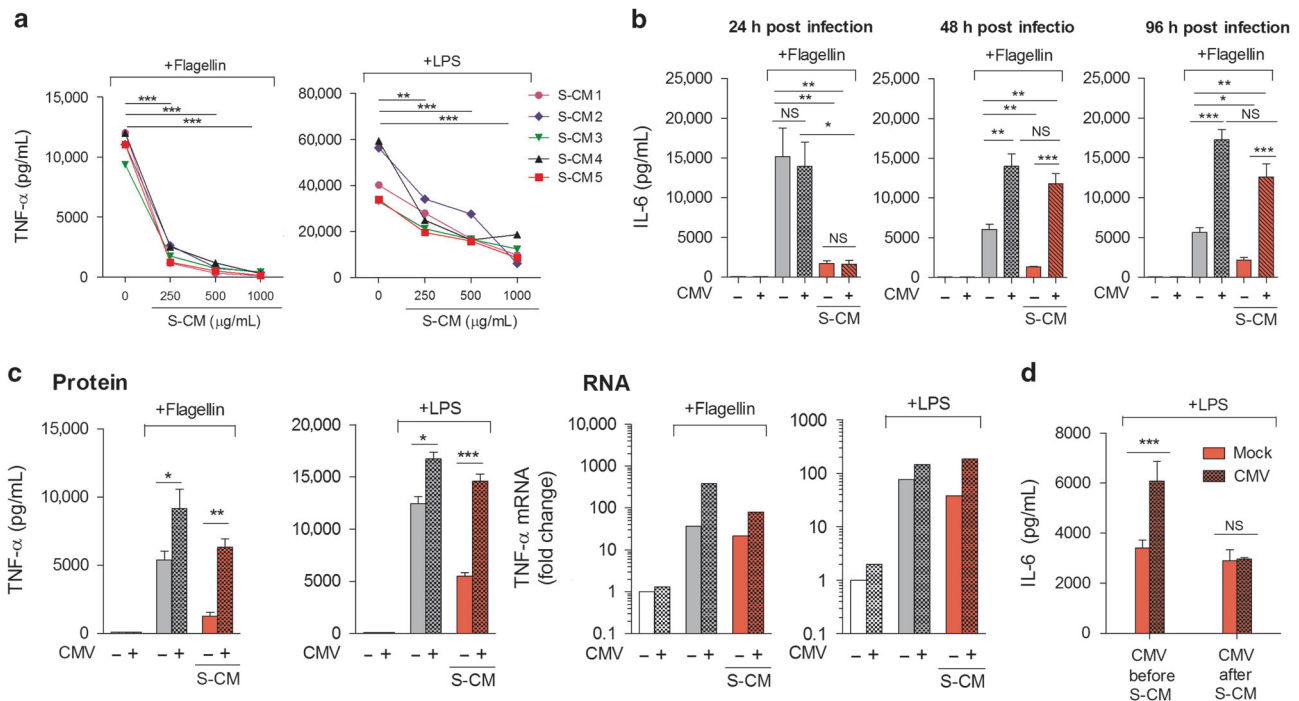 a
+Flagellin
15,000
10,000
5000
0
TNF-α (pg/mL)
***
***
***
0 250 500 1000
S-CM (μg/mL)
+LPS
80,000
60,000
40,000
20,000
0
**
***
***
0 250 500 1000
S-CM (μg/mL)
S-CM 1
S-CM 2
S-CM 3
S-CM 4
S-CM 5
b
24 h post infection
+Flagellin
25,000
20,000
15,000
10,000
5000
0
IL-6 (pg/mL)
**
**
NS
*
NS
CMV – + – + – +
S-CM
48 h post infectio
+Flagellin
25,000
20,000
15,000
10,000
5000
0
**
**
**
NS
***
– + – + – +
S-CM
96 h post infection
+Flagellin
25,000
20,000
15,000
10,000
5000
0
**
*
***
NS
***
– + – + – +
S-CM
c
Protein
+Flagellin
15,000
10,000
5000
0
TNF-α (pg/mL)
*
**
CMV – + – + – +
S-CM
+LPS
20,000
15,000
10,000
5000
0
*
***
– + – + – +
S-CM
RNA
+Flagellin
10,000
1000
100
10
1
0.1
TNF-α mRNA
(fold change)
CMV – + – + – +
S-CM
+LPS
1000
100
10
1
0.1
– + – + – +
S-CM
d
+LPS
8000
6000
4000
2000
0
IL-6 (pg/mL)
***
NS
Mock
CMV
CMV
before
S-CM
CMV
after
S-CM